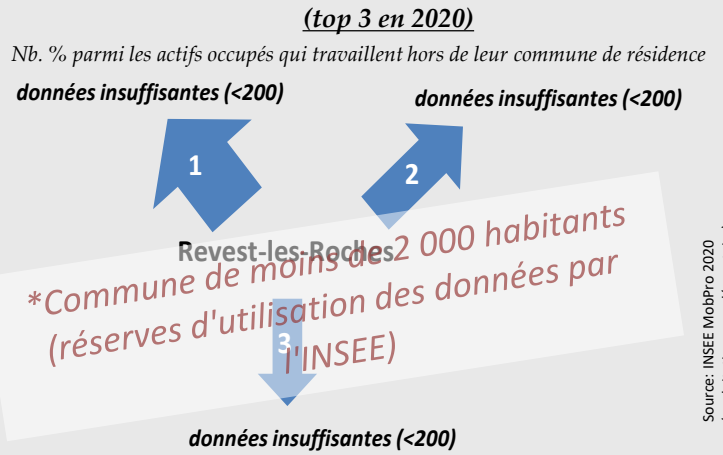 (top 3 en 2020)
Nb. % parmi les actifs occupés qui travaillent hors de leur commune de résidence
données insuffisantes (<200)
données insuffisantes (<200)
1
2
Revest-les-Roches
*Commune de moins de 2 000 habitants
(réserves d'utilisation des données par
l'INSEE)
3
données insuffisantes (<200)
Source: INSEE MobPro 2020